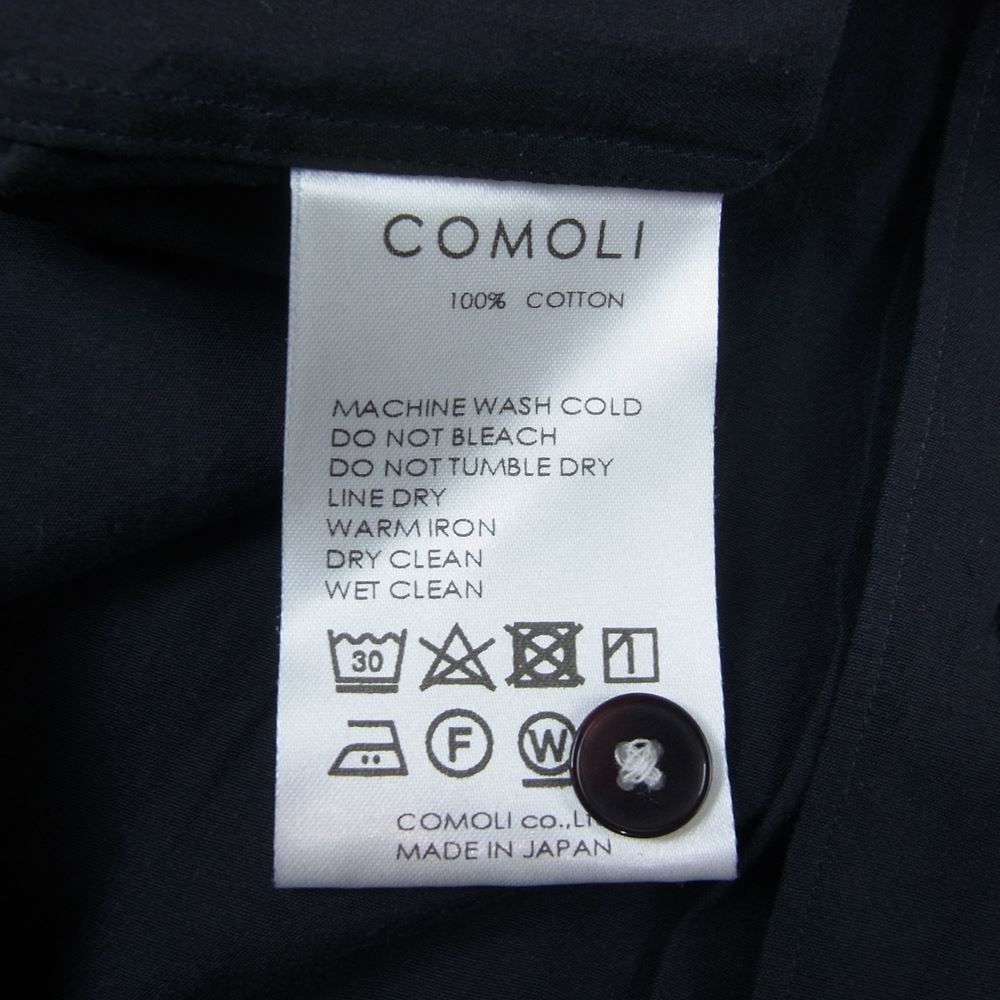 COMOLI
100% COTTON
MACHINE WASH COLD
DO NOT BLEACH
DO NOT TUMBLE DRY
LINE DRY
WARM IRON
DRY CLEAN
WET CLEAN
30
F W
COMOLI co.,
MADE IN JAPAN